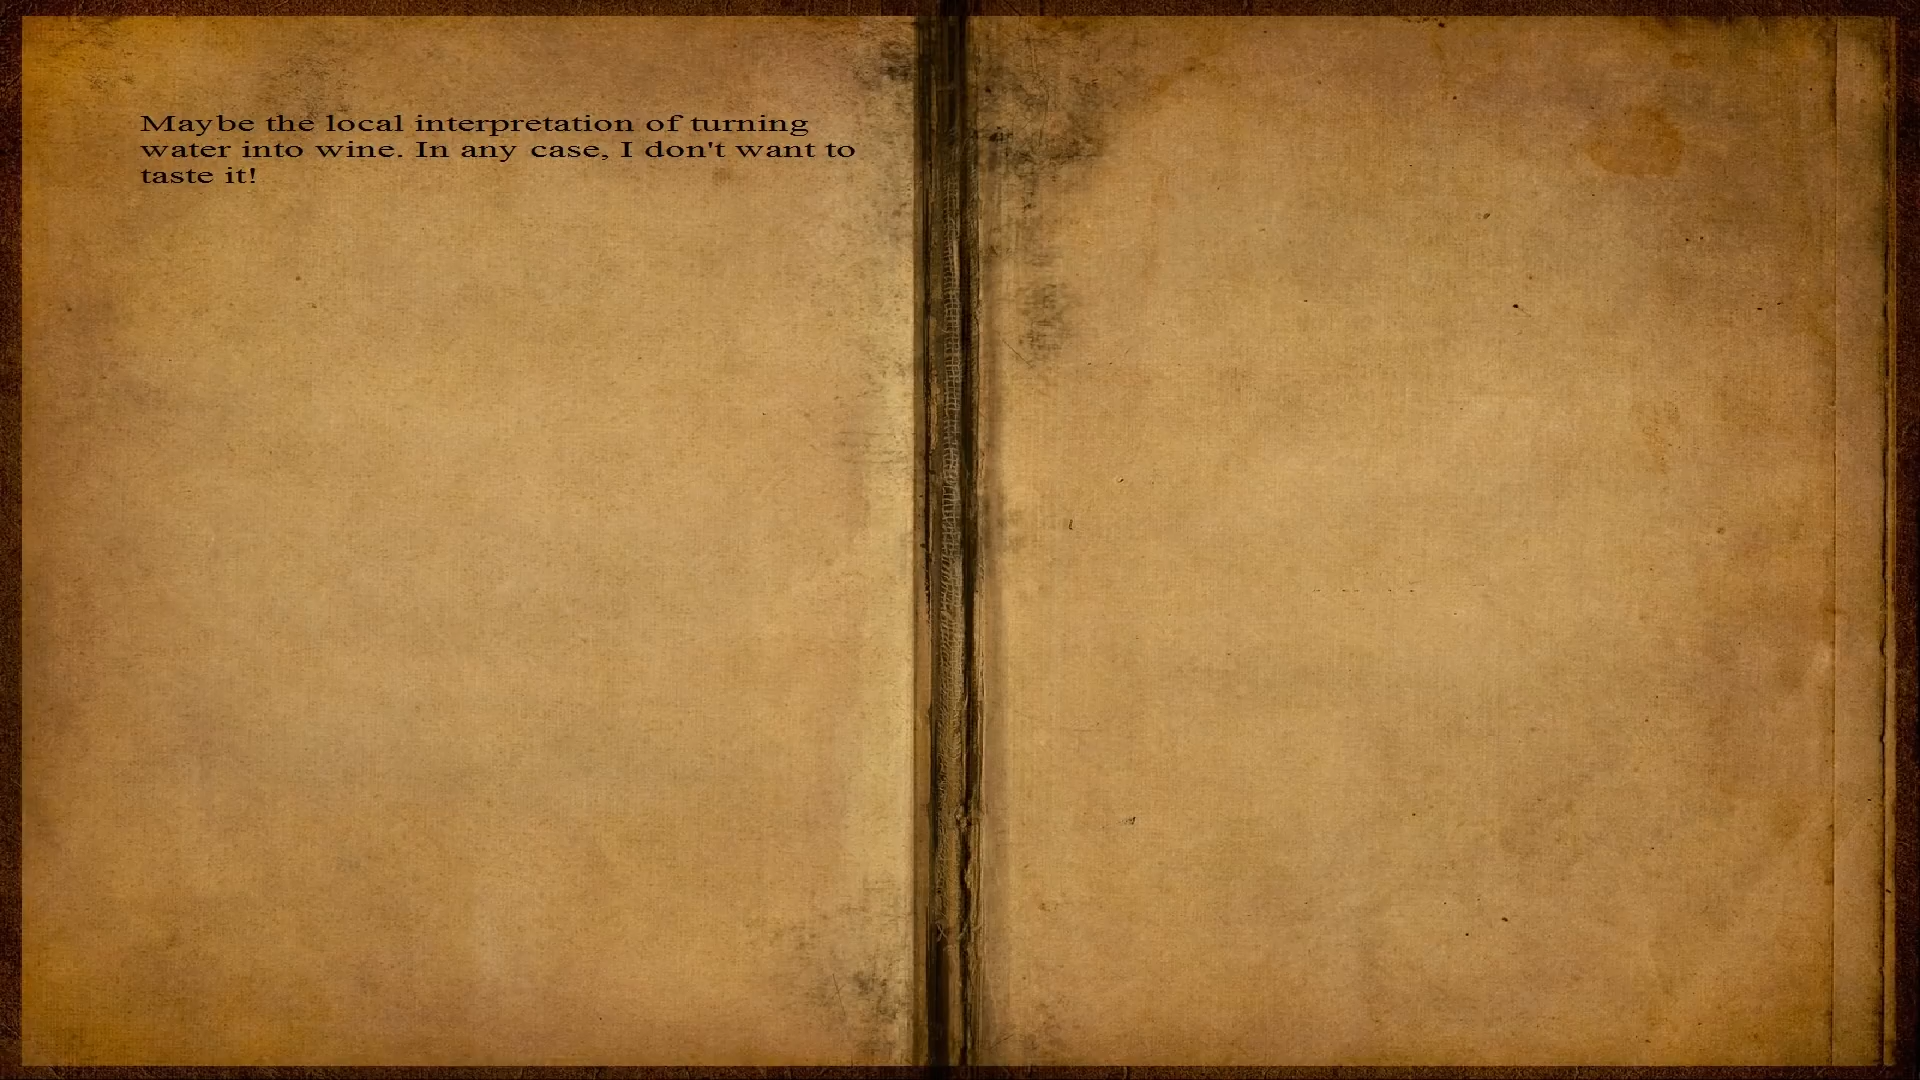 Maybe the local interpretation of turning
water into wine. In any case, I don't want to
taste it!